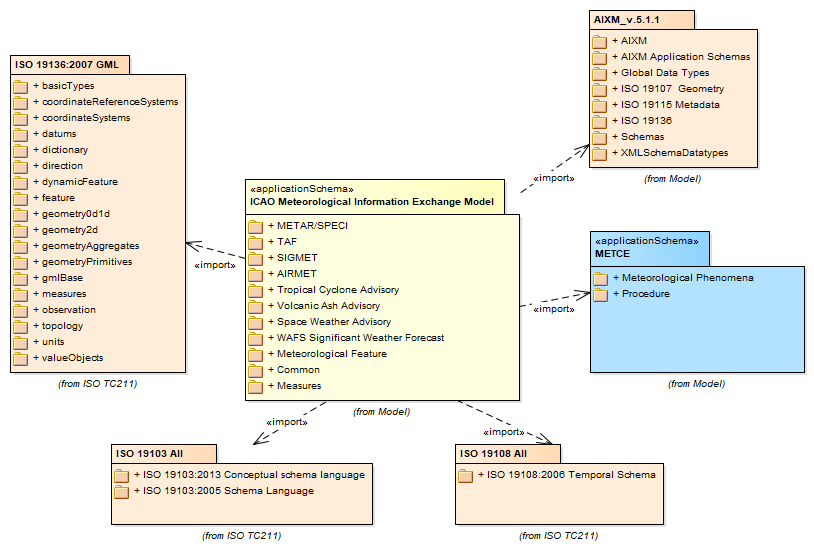 AIXM_v.5.1.1
+ AIXM
+ AIXM Application Schemas
+ Global Data Types
+ ISO 19107  Geometry
+ ISO 19115 Metadata
+ ISO 19136
+ Schemas
+ XMLSchemaDatatypes
(from Model)
ISO 19136:2007 GML
+ basicTypes
+ coordinateReferenceSystems
+ coordinateSystems
+ datums
+ dictionary
+ direction
+ dynamicFeature
+ feature
+ geometry0d1d
+ geometry2d
+ geometryAggregates
+ geometryPrimitives
+ gmlBase
+ measures
+ observation
+ topology
+ units
+ valueObjects
(from ISO TC211)
«import»
«applicationSchema»
ICAO Meteorological Information Exchange Model
+ METAR/SPECI
+ TAF
+ SIGMET
+ AIRMET
+ Tropical Cyclone Advisory
+ Volcanic Ash Advisory
+ Space Weather Advisory
+ WAFS Significant Weather Forecast
+ Meteorological Feature
+ Common
+ Measures
(from Model)
«import»
«applicationSchema»
METCE
+ Meteorological Phenomena
+ Procedure
(from Model)
«import»
«import»
«import»
ISO 19103 All
+ ISO 19103:2013 Conceptual schema language
+ ISO 19103:2005 Schema Language
(from ISO TC211)
ISO 19108 All
+ ISO 19108:2006 Temporal Schema
(from ISO TC211)